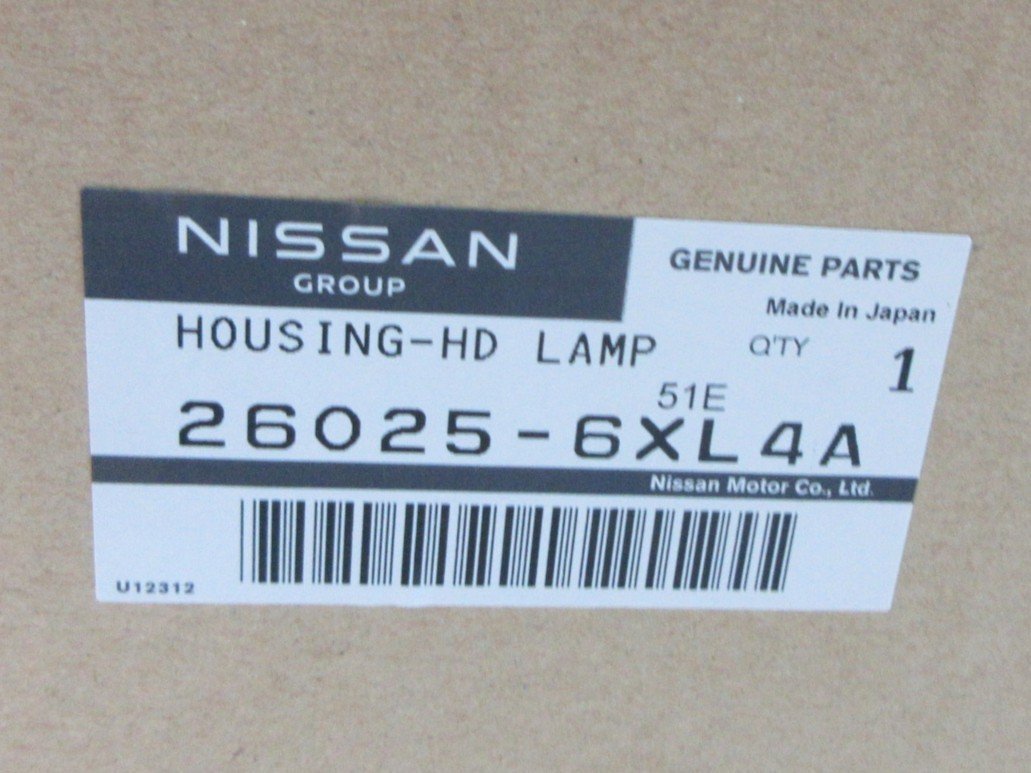 NISSAN
GROUP
GENUINE PARTS
Made In Japan
HOUSING-HD LAMP
Q'TY 1
51E
26025-6XL4A
Nissan Motor Co., Ltd.
U12312